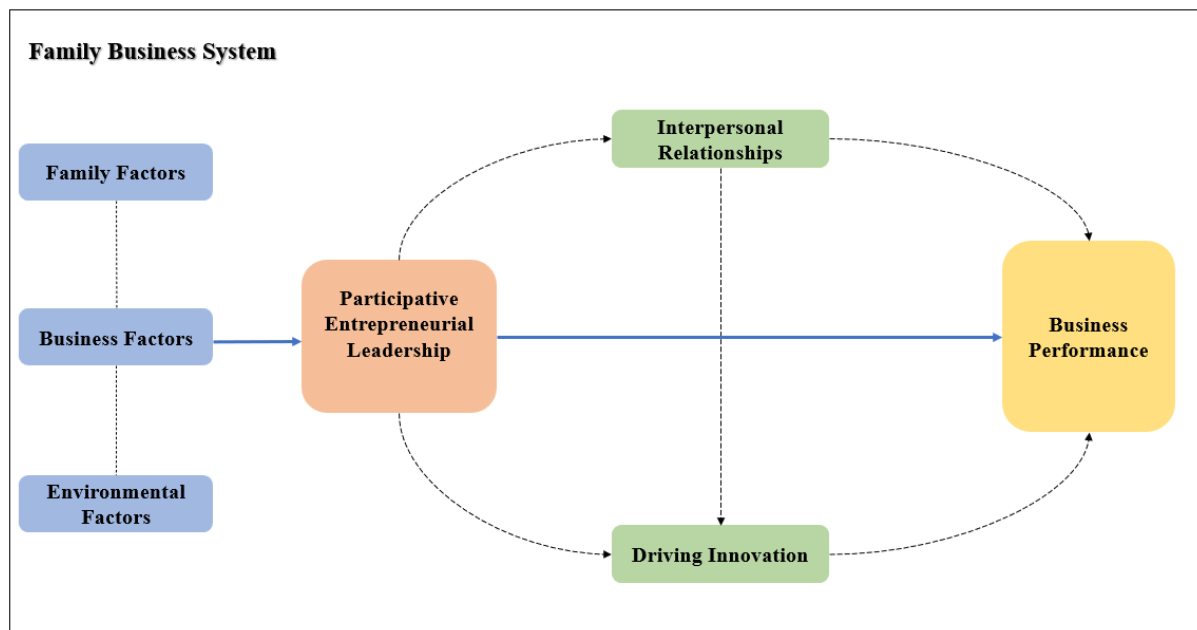 Family Business System
Family Factors
Business Factors
Environmental
Factors
Participative
Entrepreneurial
Leadership
Interpersonal
Relationships
Driving Innovation
Business
Performance